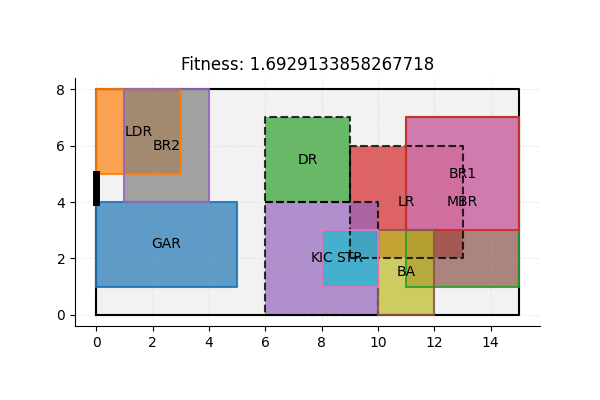 Fitness: 1.6929133858267718
8
6
4
2
0
LDR
BR2
DR
BR1
LR
MBR
GAR
KIC
STR
BA
0
2
4
6
8
10
12
14